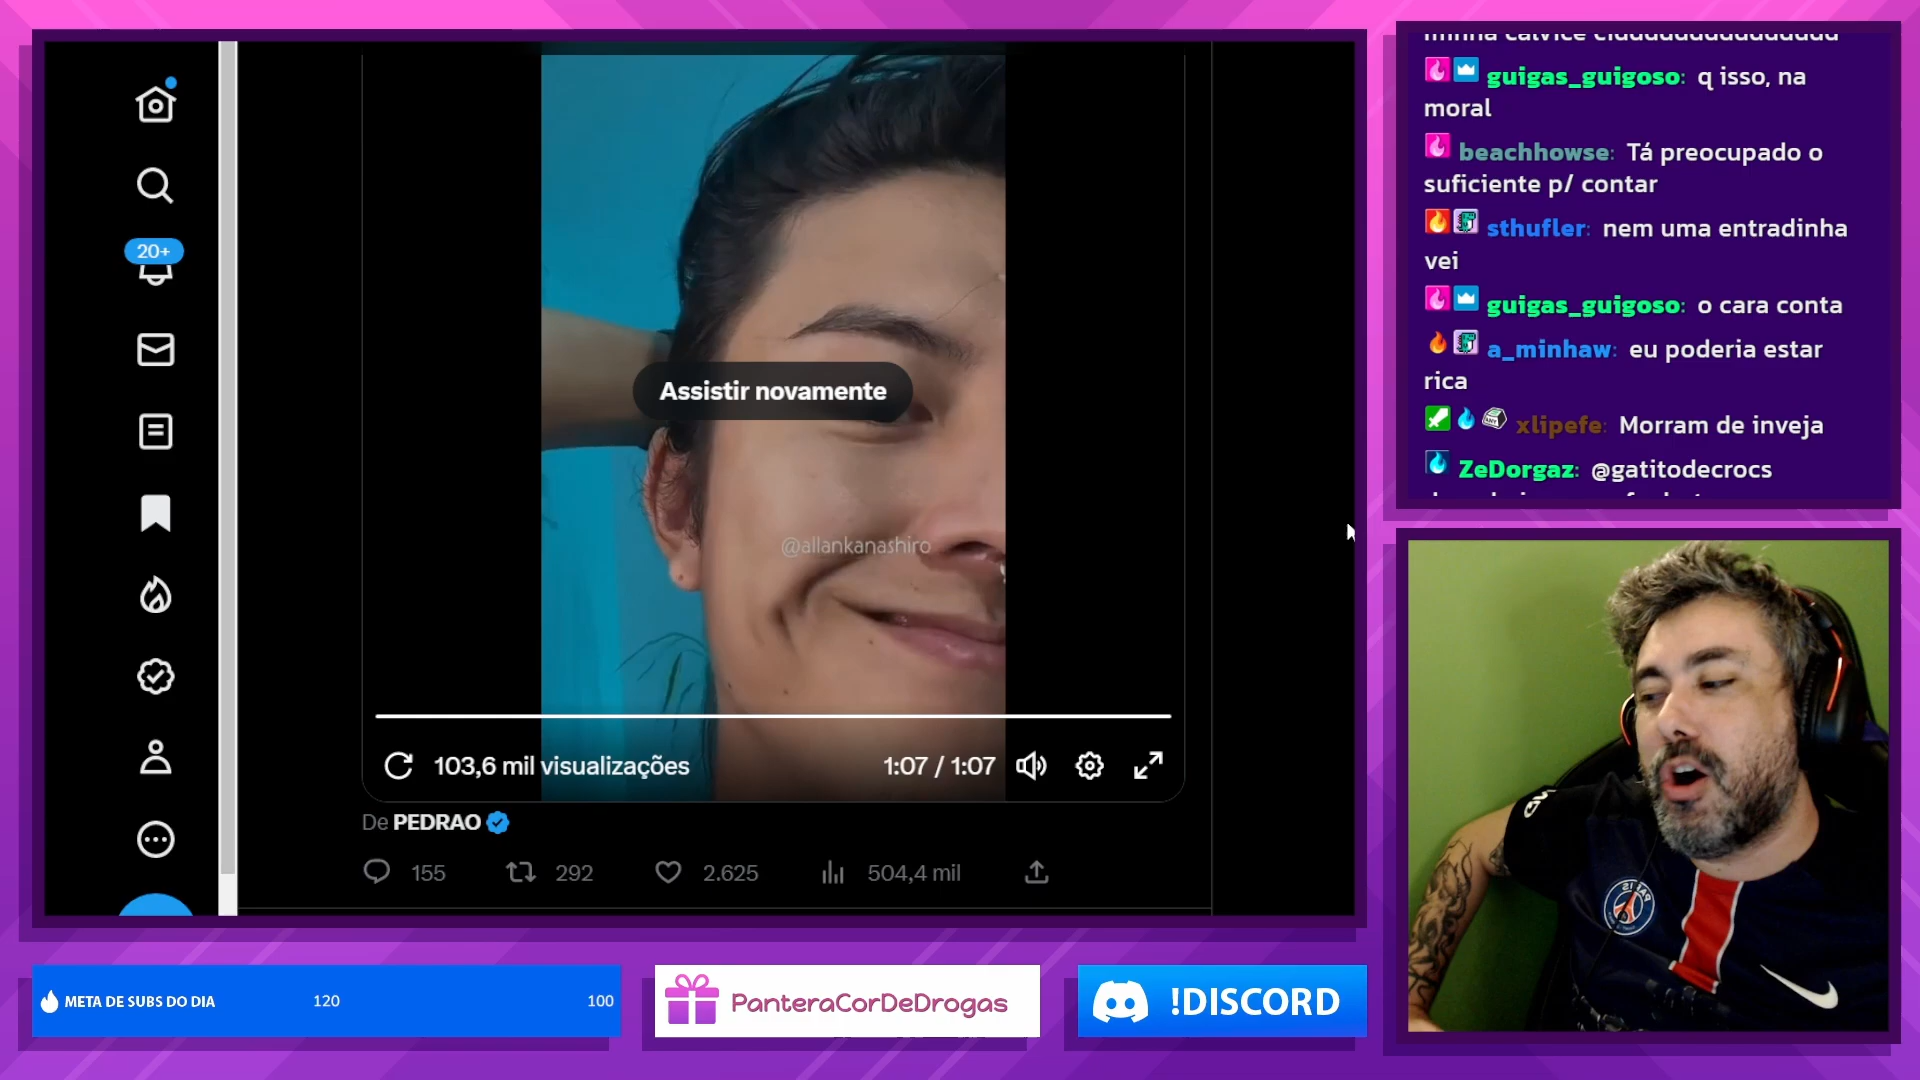 20+
Assistir novamente
@allankanashiro
103,6 mil visualizações
1:07 / 1:07
De PEDRAO
155
292
2.625
504,4 mil
guigas_guigoso: q isso, na
moral
beachhowse: Tá preocupado o
suficiente p/ contar
sthufler: nem uma entradinha
vei
guigas_guigoso: o cara conta
a_minhaw: eu poderia estar
rica
xlipefe: Morram de inveja
ZeDorgaz: @gatitodecrocs
META DE SUBS DO DIA
120
100
PanteraCorDeDrogas
!DISCORD